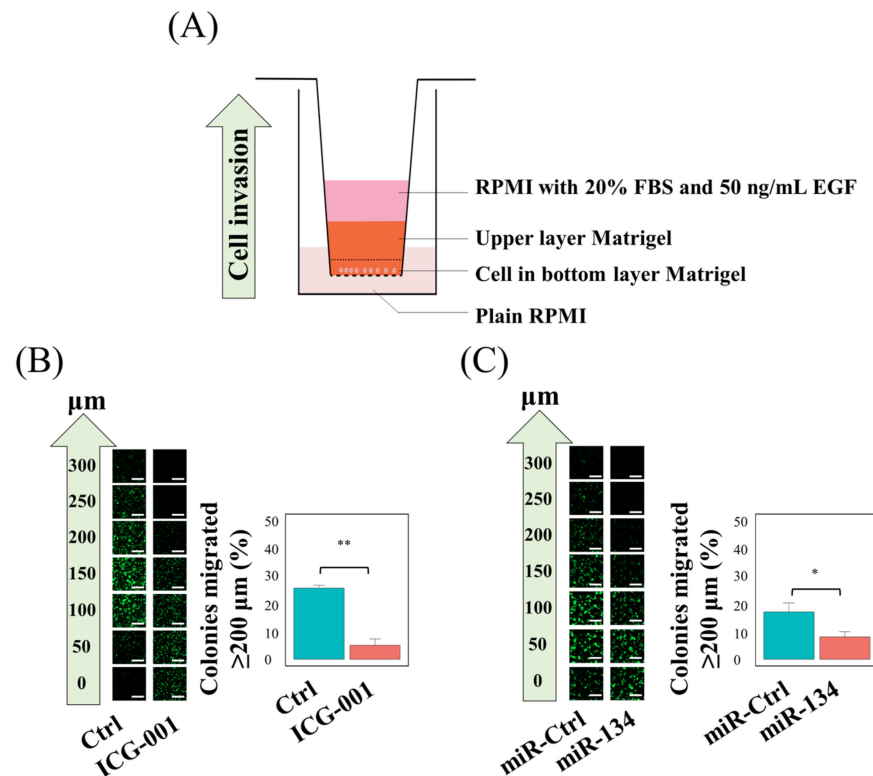 (A)
Cell invasion
RPMI with 20% FBS and 50 ng/mL EGF
Upper layer Matrigel
Cell in bottom layer Matrigel
Plain RPMI
(B)
µm
300
250
200
150
100
50
0
Ctrl
ICG-001
Colonies migrated
≥200 µm (%)
50
40
30
20
10
0
**
Ctrl
ICG-001
(C)
µm
300
250
200
150
100
50
0
miR-Ctrl
miR-134
Colonies migrated
≥200 µm (%)
50
40
30
20
10
0
*
miR-Ctrl
miR-134